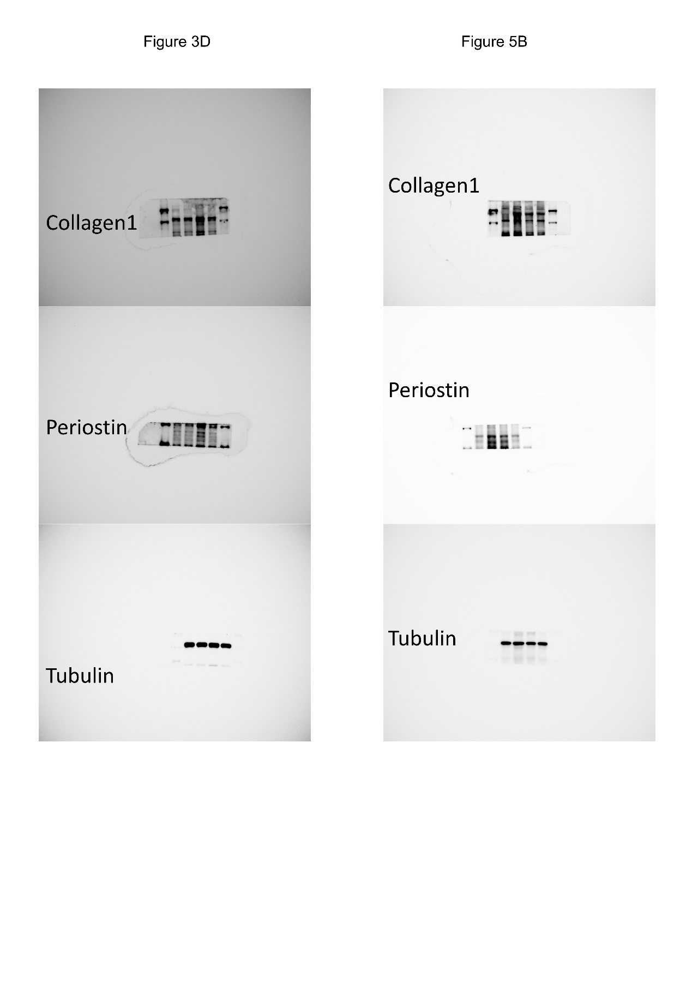 Figure 3D
Figure 5B
Collagen1
Collagen1
Periostin
Periostin
Tubulin
Tubulin